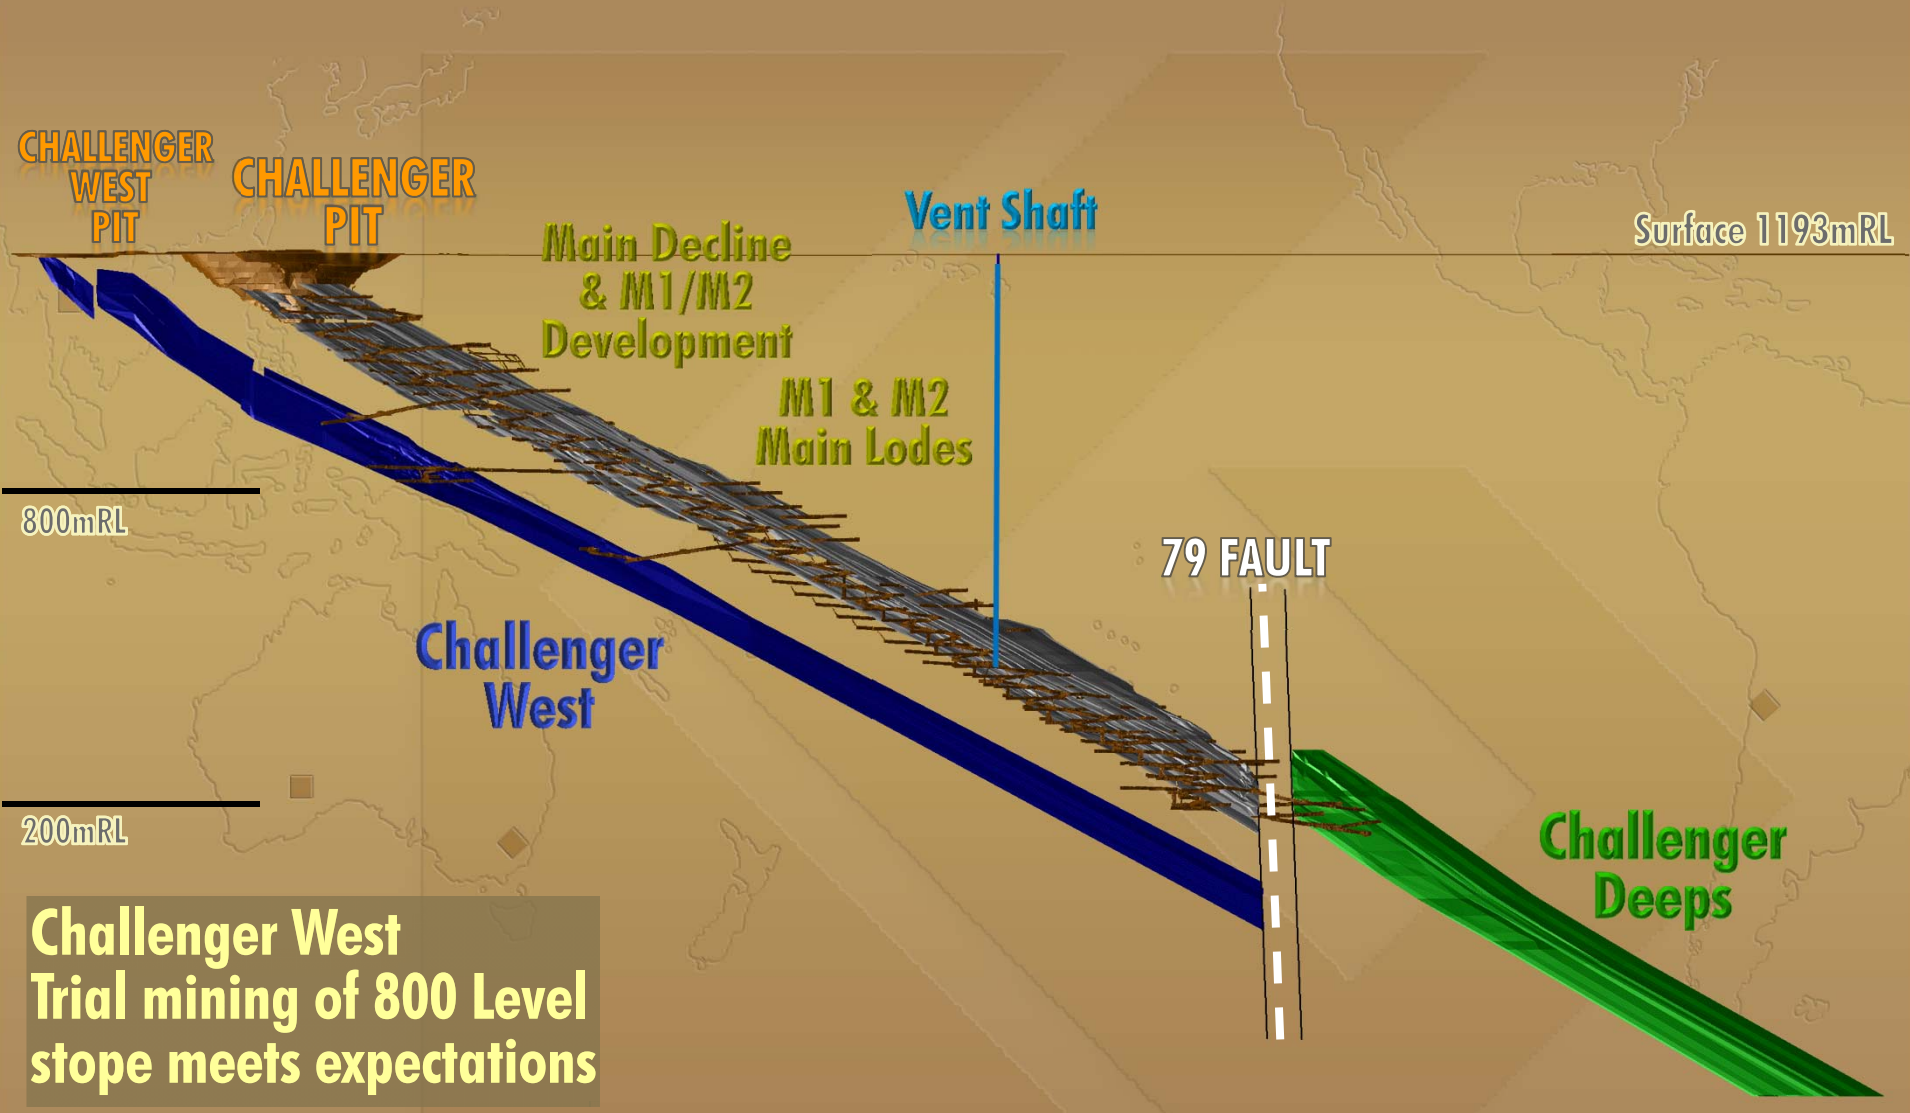 CHALLENGER
WEST
PIT
CHALLENGER
PIT
Main Decline
& M1/M2
Development
Vent Shaft
Surface 1193mRL
M1 & M2
Main Lodes
800mRL
79 FAULT
Challenger
West
200mRL
Challenger
Deeps
Challenger West
Trial mining of 800 Level
stope meets expectations